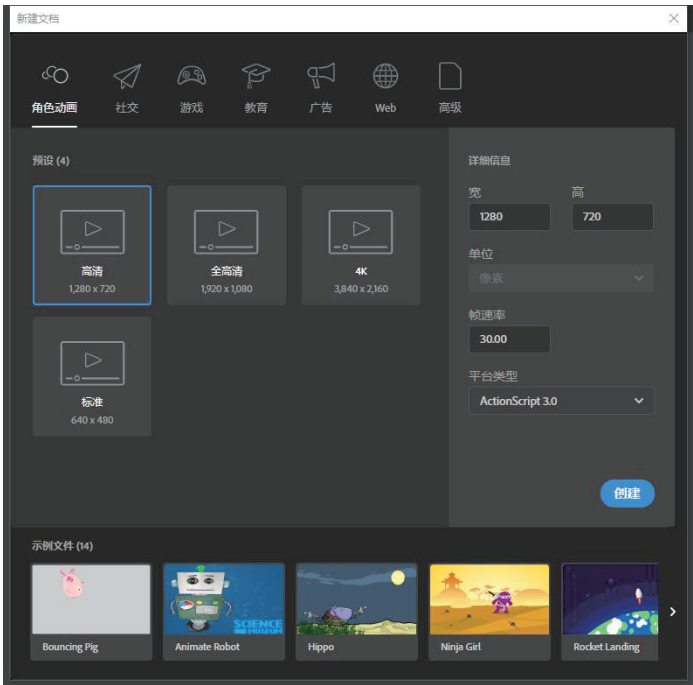 新建文档
角色动画 社交 游戏 教育 广告 Web 高级
预设 (4)
高清
1,280 x 720
全高清
1,920 x 1,080
4K
3,840 x 2,160
标准
640 x 480
详细信息
宽 高
1280 720
单位
像素
帧速率
30.00
平台类型
ActionScript 3.0
创建
示例文件 (14)
SCIENCE
MUSEUM
Bouncing Pig Animate Robot Hippo Ninja Girl Rocket Landing